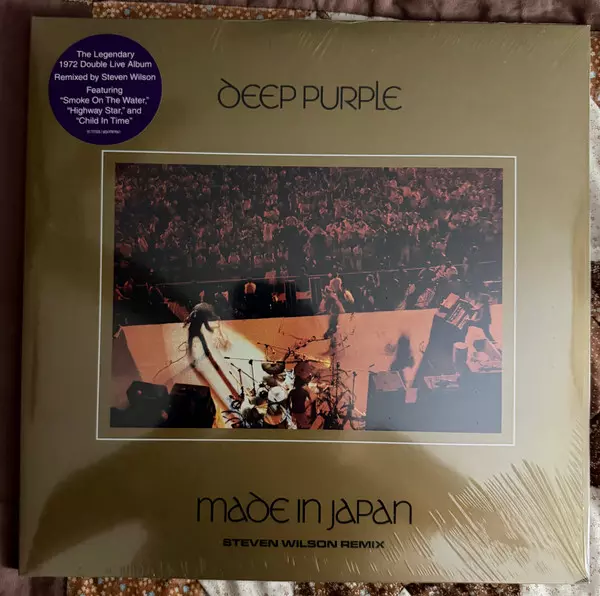 The Legendary
1972 Double Live Album
Remixed by Steven Wilson
Featuring
"Smoke On The Water,"
"Highway Star," and
"Child In Time"
DEEP PURPLE
MADE IN JAPAN
STEVEN WILSON REMIX